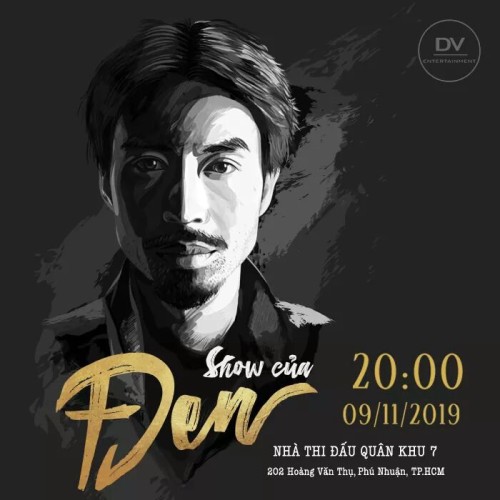 DV
ENTERTAINMENT
Show của
Đen
20:00
09/11/2019
NHÀ THI ĐẤU QUÂN KHU 7
202 Hoàng Văn Thụ, Phú Nhuận, TP.HCM